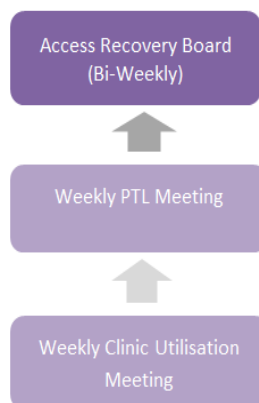 Access Recovery Board
(Bi-Weekly)
Weekly PTL Meeting
Weekly Clinic Utilisation
Meeting